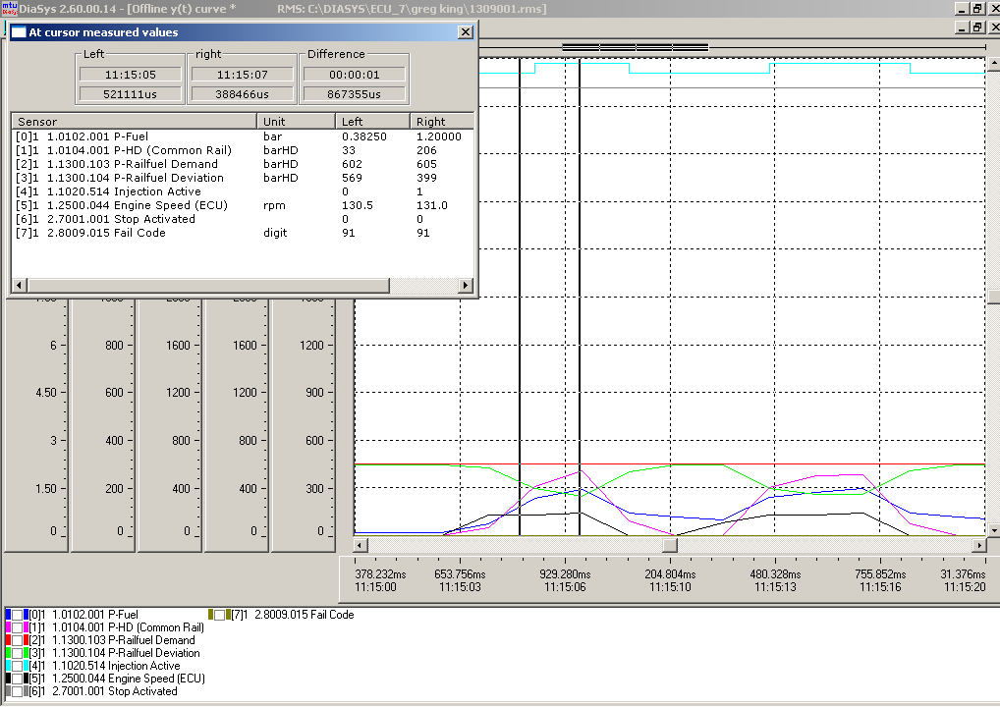 mtu DiaSys 2.60.00.14 - [Offline y(t) curve * RMS: C:\DIASYS\ECU_7\greg king\1309001.rms]
At cursor measured values
Left right Difference
11:15:05 11:15:07 00:00:01
521111us 388466us 867355us
Sensor Unit Left Right
[0]1 1.0102.001 P-Fuel bar 0.38250 1.20000
[1]1 1.0104.001 P-HD (Common Rail) barHD 33 206
[2]1 1.1300.103 P-Railfuel Demand barHD 602 605
[3]1 1.1300.104 P-Railfuel Deviation barHD 569 399
[4]1 1.1020.514 Injection Active 0 1
[5]1 1.2500.044 Engine Speed (ECU) rpm 130.5 131.0
[6]1 2.7001.001 Stop Activated 0 0
[7]1 2.8009.015 Fail Code digit 91 91
6 800 1600 1600 1200
4.50 600 1200 1200 900
3 400 800 800 600
1.50 200 400 400 300
0 0 0 0 0
378.232ms 653.756ms 929.280ms 204.804ms 480.328ms 755.852ms 31.376ms
11:15:00 11:15:03 11:15:06 11:15:10 11:15:13 11:15:16 11:15:20
[0]1 1.0102.001 P-Fuel [7]1 2.8009.015 Fail Code
[1]1 1.0104.001 P-HD (Common Rail)
[2]1 1.1300.103 P-Railfuel Demand
[3]1 1.1300.104 P-Railfuel Deviation
[4]1 1.1020.514 Injection Active
[5]1 1.2500.044 Engine Speed (ECU)
[6]1 2.7001.001 Stop Activated